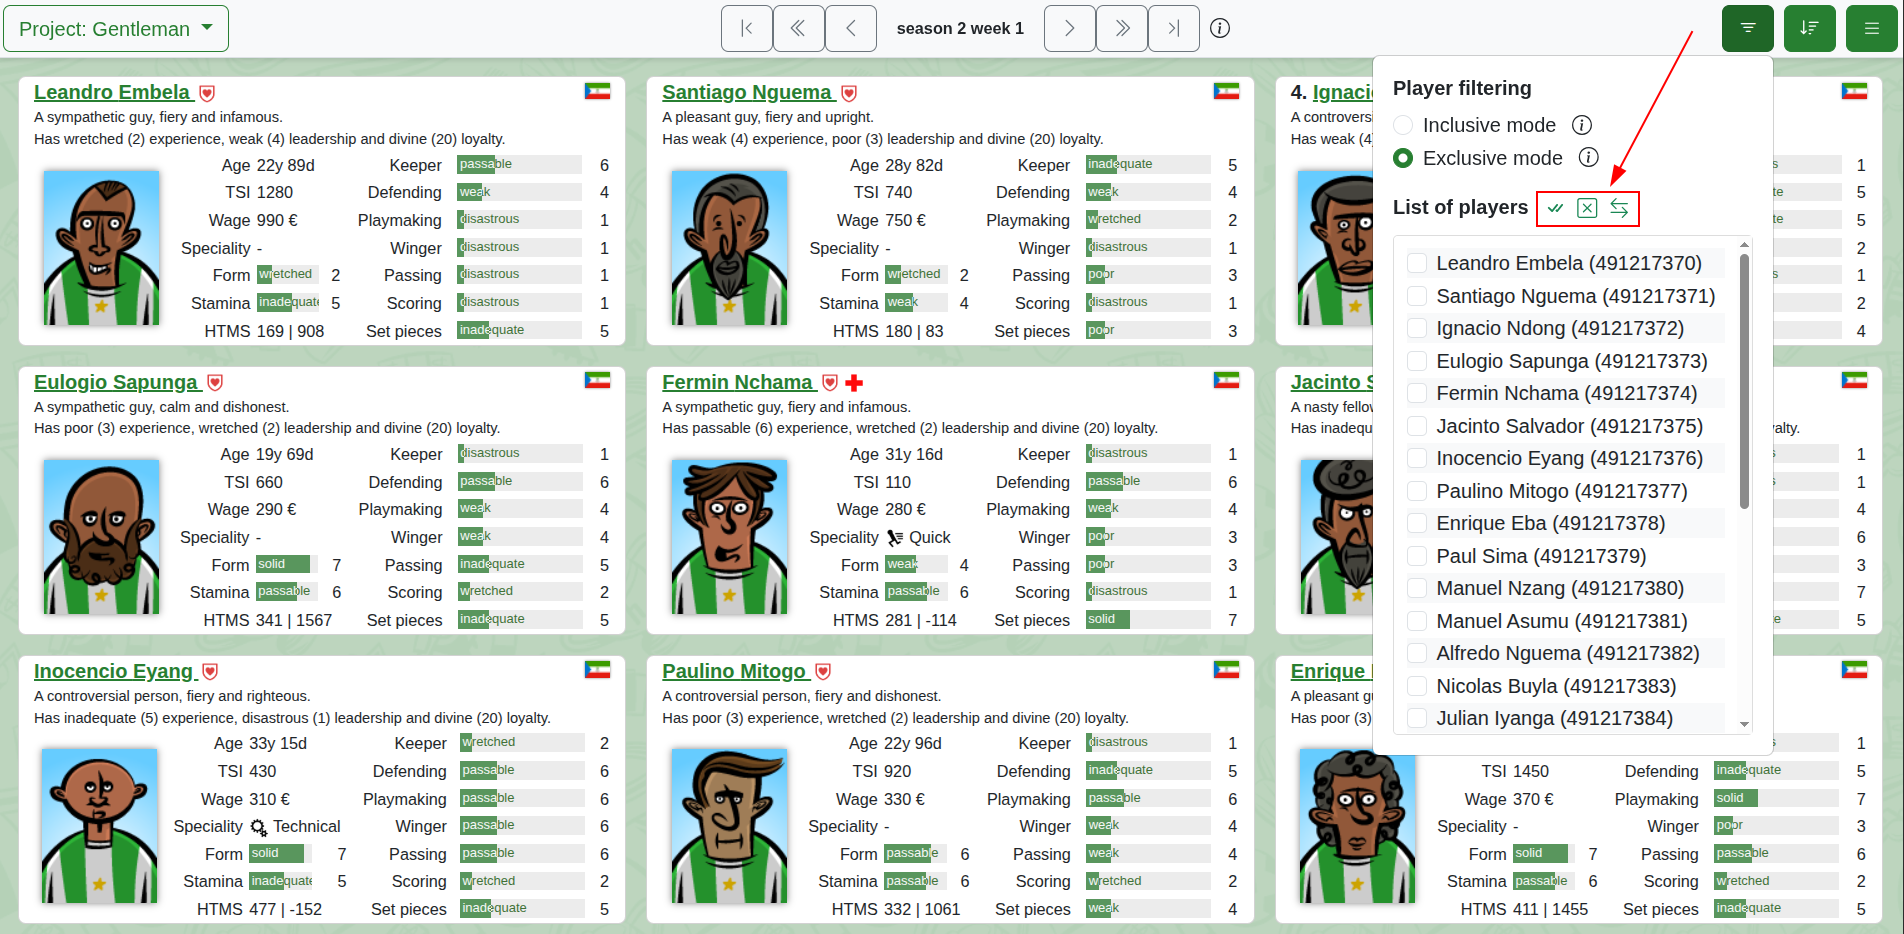 Project: Gentleman
season 2 week 1
Leandro Embela
A sympathetic guy, fiery and infamous.
Has wretched (2) experience, weak (4) leadership and divine (20) loyalty.
Age 22y 89d Keeper passable 6
TSI 1280 Defending weak 4
Wage 990 € Playmaking disastrous 1
Speciality - Winger disastrous 1
Form wretched 2 Passing disastrous 1
Stamina inadequate 5 Scoring disastrous 1
HTMS 169 | 908 Set pieces inadequate 5
Santiago Nguema
A pleasant guy, fiery and upright.
Has weak (4) experience, poor (3) leadership and divine (20) loyalty.
Age 28y 82d Keeper inadequate 5
TSI 740 Defending weak 4
Wage 750 € Playmaking wretched 2
Speciality - Winger disastrous 1
Form wretched 2 Passing poor 3
Stamina weak 4 Scoring disastrous 1
HTMS 180 | 83 Set pieces poor 3
4. Ignacio
A controvers
Has weak (4)
s 1
te 5
te 5
2
s 1
2
4
Player filtering
Inclusive mode
Exclusive mode
List of players
Leandro Embela (491217370)
Santiago Nguema (491217371)
Ignacio Ndong (491217372)
Eulogio Sapunga (491217373)
Fermin Nchama (491217374)
Jacinto Salvador (491217375)
Inocencio Eyang (491217376)
Paulino Mitogo (491217377)
Enrique Eba (491217378)
Paul Sima (491217379)
Manuel Nzang (491217380)
Manuel Asumu (491217381)
Alfredo Nguema (491217382)
Nicolas Buyla (491217383)
Julian Iyanga (491217384)
Eulogio Sapunga
A sympathetic guy, calm and dishonest.
Has poor (3) experience, wretched (2) leadership and divine (20) loyalty.
Age 19y 69d Keeper disastrous 1
TSI 660 Defending passable 6
Wage 290 € Playmaking weak 4
Speciality - Winger weak 4
Form solid 7 Passing inadequate 5
Stamina passable 6 Scoring wretched 2
HTMS 341 | 1567 Set pieces inadequate 5
Fermin Nchama
A sympathetic guy, fiery and infamous.
Has passable (6) experience, wretched (2) leadership and divine (20) loyalty.
Age 31y 16d Keeper disastrous 1
TSI 110 Defending passable 6
Wage 280 € Playmaking weak 4
Speciality Quick Winger poor 3
Form weak 4 Passing poor 3
Stamina passable 6 Scoring disastrous 1
HTMS 281 | -114 Set pieces solid 7
Jacinto S
A nasty fellow
Has inadequ alty.
s 1
1
4
6
3
7
te 5
Inocencio Eyang
A controversial person, fiery and righteous.
Has inadequate (5) experience, disastrous (1) leadership and divine (20) loyalty.
Age 33y 15d Keeper wretched 2
TSI 430 Defending passable 6
Wage 310 € Playmaking passable 6
Speciality Technical Winger passable 6
Form solid 7 Passing passable 6
Stamina inadequate 5 Scoring wretched 2
HTMS 477 | -152 Set pieces inadequate 5
Paulino Mitogo
A controversial person, fiery and dishonest.
Has poor (3) experience, wretched (2) leadership and divine (20) loyalty.
Age 22y 96d Keeper disastrous 1
TSI 920 Defending inadequate 5
Wage 330 € Playmaking passable 6
Speciality - Winger weak 4
Form passable 6 Passing weak 4
Stamina passable 6 Scoring wretched 2
HTMS 332 | 1061 Set pieces weak 4
Enrique
A pleasant gu
Has poor (3)
s 1
TSI 1450 Defending inadequate 5
Wage 370 € Playmaking solid 7
Speciality - Winger poor 3
Form solid 7 Passing passable 6
Stamina passable 6 Scoring wretched 2
HTMS 411 | 1455 Set pieces inadequate 5